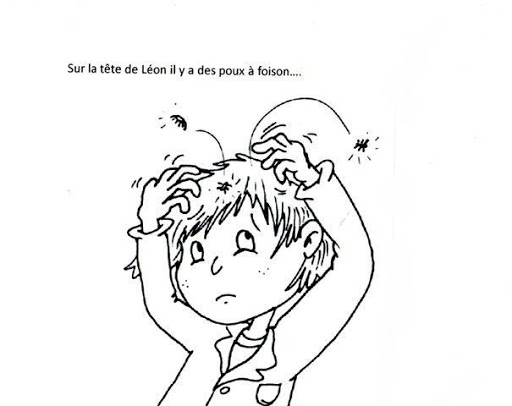 Sur la tête de Léon il y a des poux à foison....